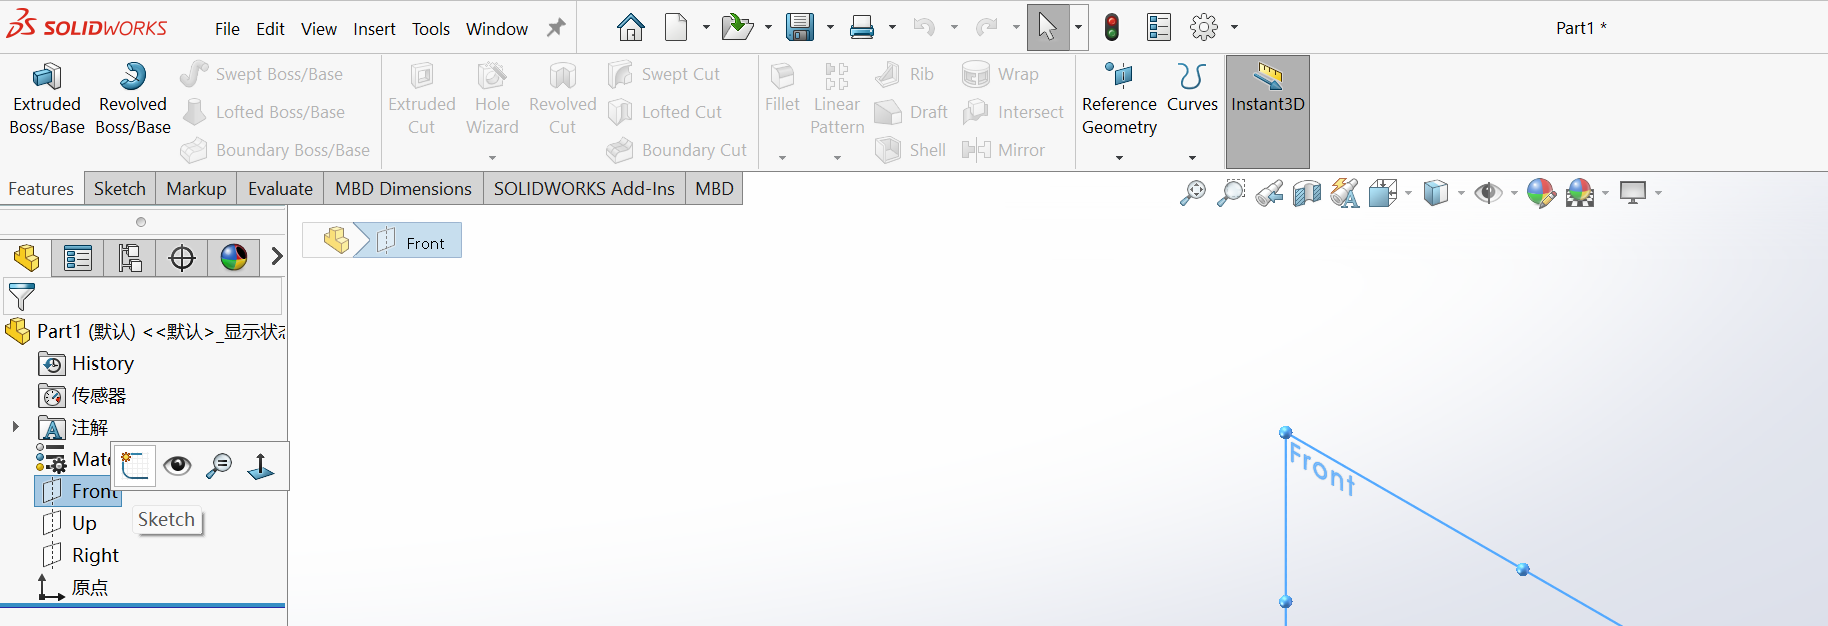 SOLIDWORKS File Edit View Insert Tools Window Part1 *
Extruded Boss/Base
Revolved Boss/Base
Swept Boss/Base
Lofted Boss/Base
Boundary Boss/Base
Extruded Cut
Hole Wizard
Revolved Cut
Swept Cut
Lofted Cut
Boundary Cut
Fillet
Linear Pattern
Rib
Draft
Shell
Wrap
Intersect
Mirror
Reference Geometry
Curves
Instant3D
Features Sketch Markup Evaluate MBD Dimensions SOLIDWORKS Add-Ins MBD
Front
Part1 (默认) <<默认>_显示状态
History
传感器
注解
Mate
Front
Sketch
Up
Right
原点
Front